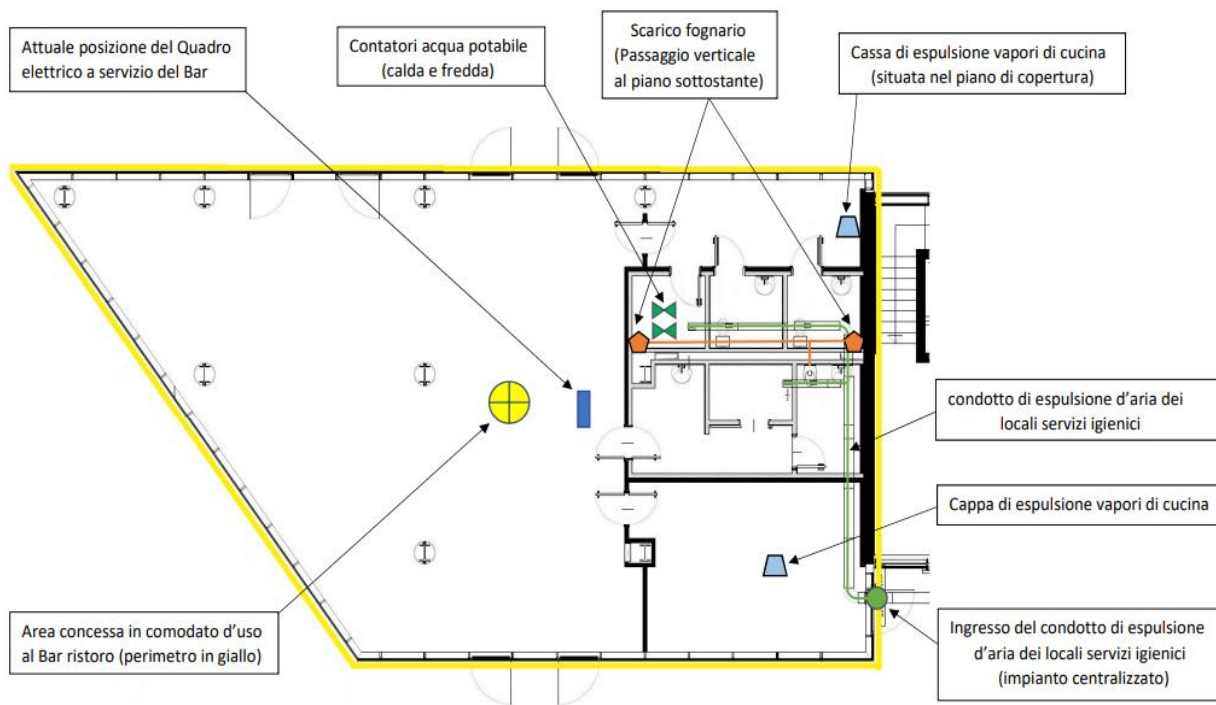 Attuale posizione del Quadro
elettrico a servizio del Bar
Contatori acqua potabile
(calda e fredda)
Scarico fognario
(Passaggio verticale
al piano sottostante)
Cassa di espulsione vapori di cucina
(situata nel piano di copertura)
condotto di espulsione d’aria dei
locali servizi igienici
Cappa di espulsione vapori di cucina
Area concessa in comodato d’uso
al Bar ristoro (perimetro in giallo)
Ingresso del condotto di espulsione
d’aria dei locali servizi igienici
(impianto centralizzato)